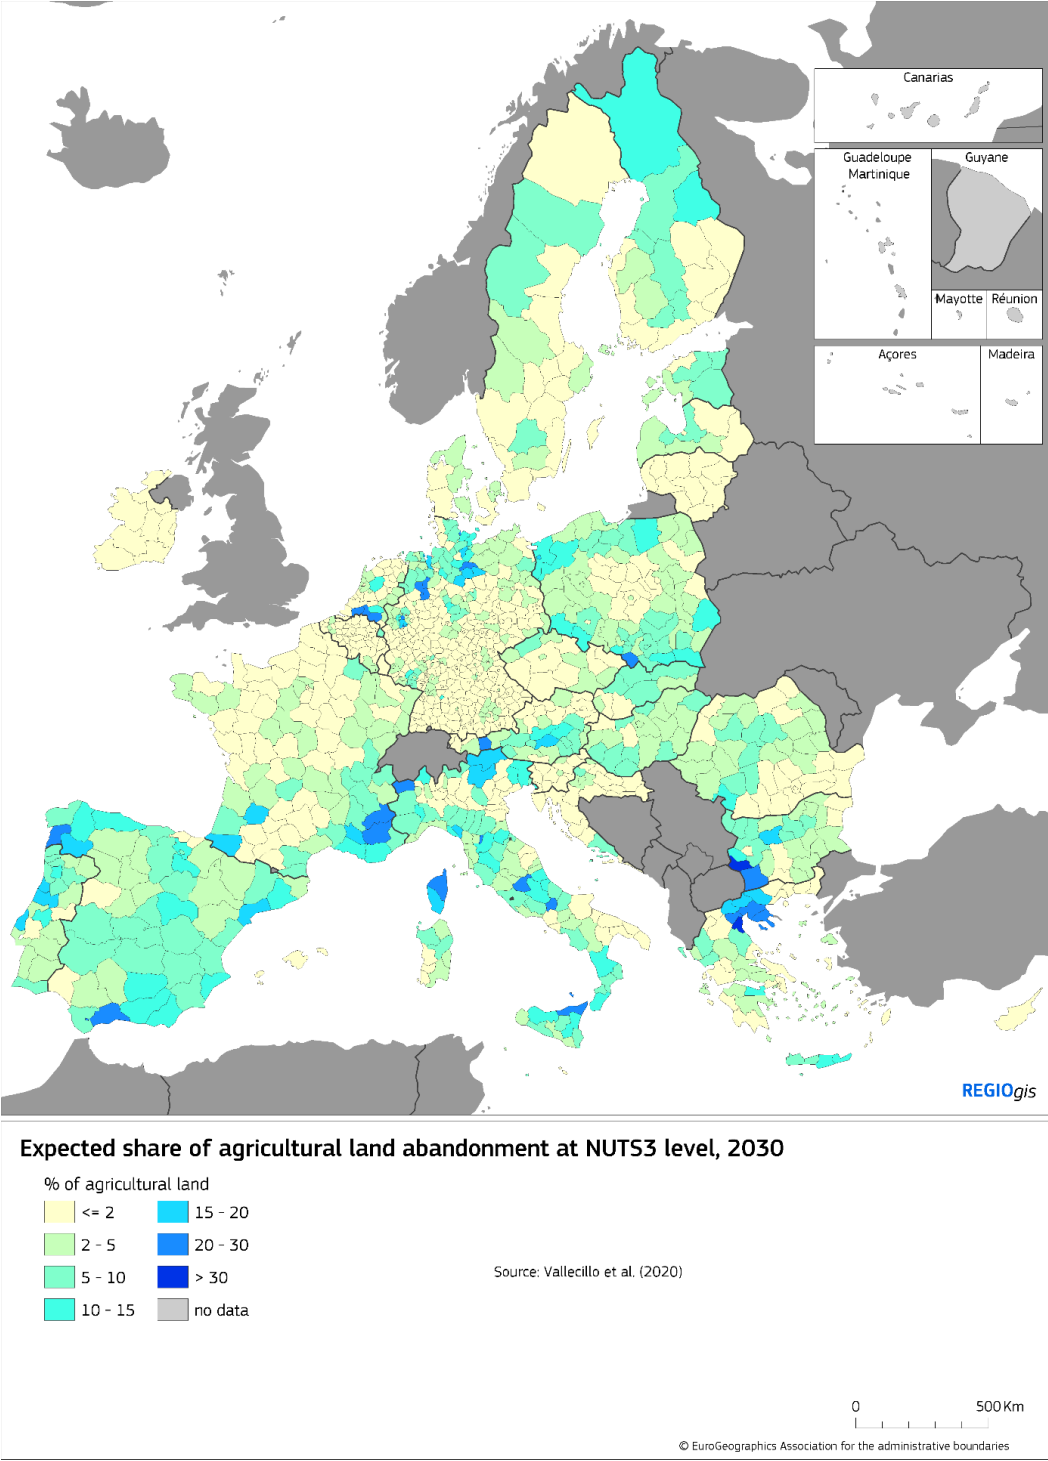 Canarias
Guadeloupe
Martinique
Guyane
Mayotte
Réunion
Açores
Madeira
REGIOgis
Expected share of agricultural land abandonment at NUTS3 level, 2030
% of agricultural land
<= 2
2 - 5
5 - 10
10 - 15
15 - 20
20 - 30
> 30
no data
Source: Vallecillo et al. (2020)
0 500 Km
© EuroGeographics Association for the administrative boundaries